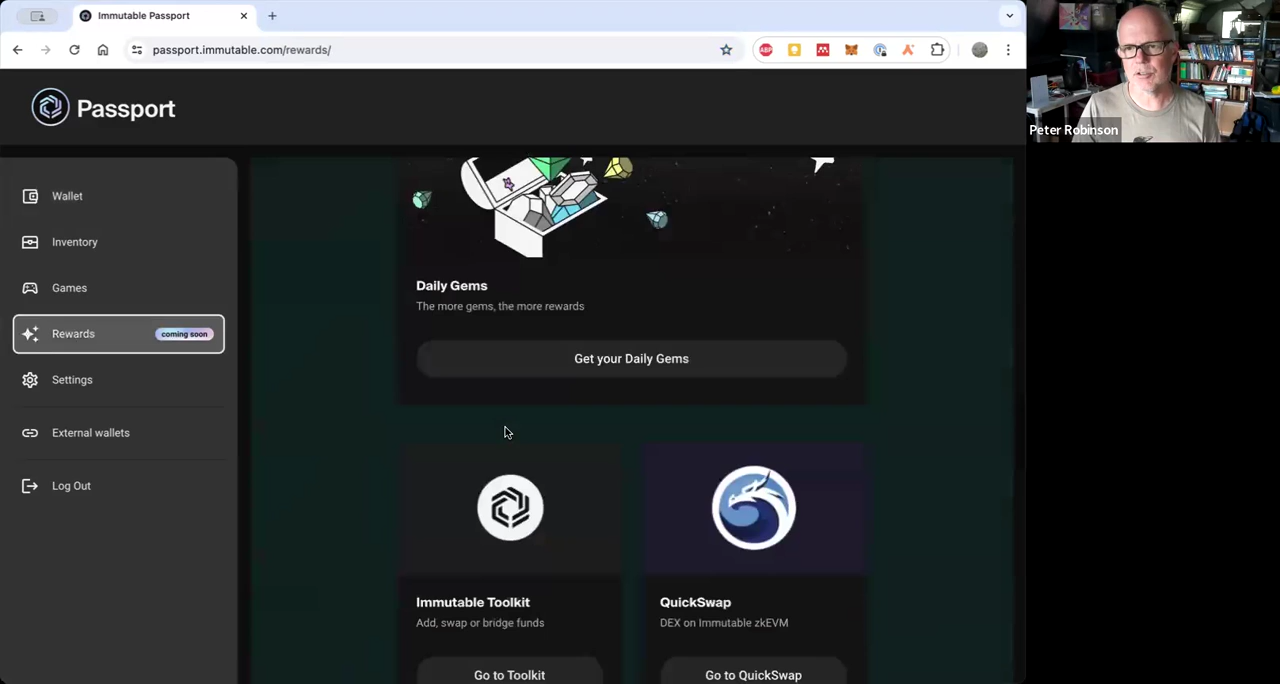 Immutable Passport
passport.immutable.com/rewards/
ABP
Passport
Peter Robinson
Wallet
Inventory
Games
Rewards
coming soon
Settings
External wallets
Log Out
Daily Gems
The more gems, the more rewards
Get your Daily Gems
Immutable Toolkit
Add, swap or bridge funds
Go to Toolkit
QuickSwap
DEX on Immutable zkEVM
Go to QuickSwap